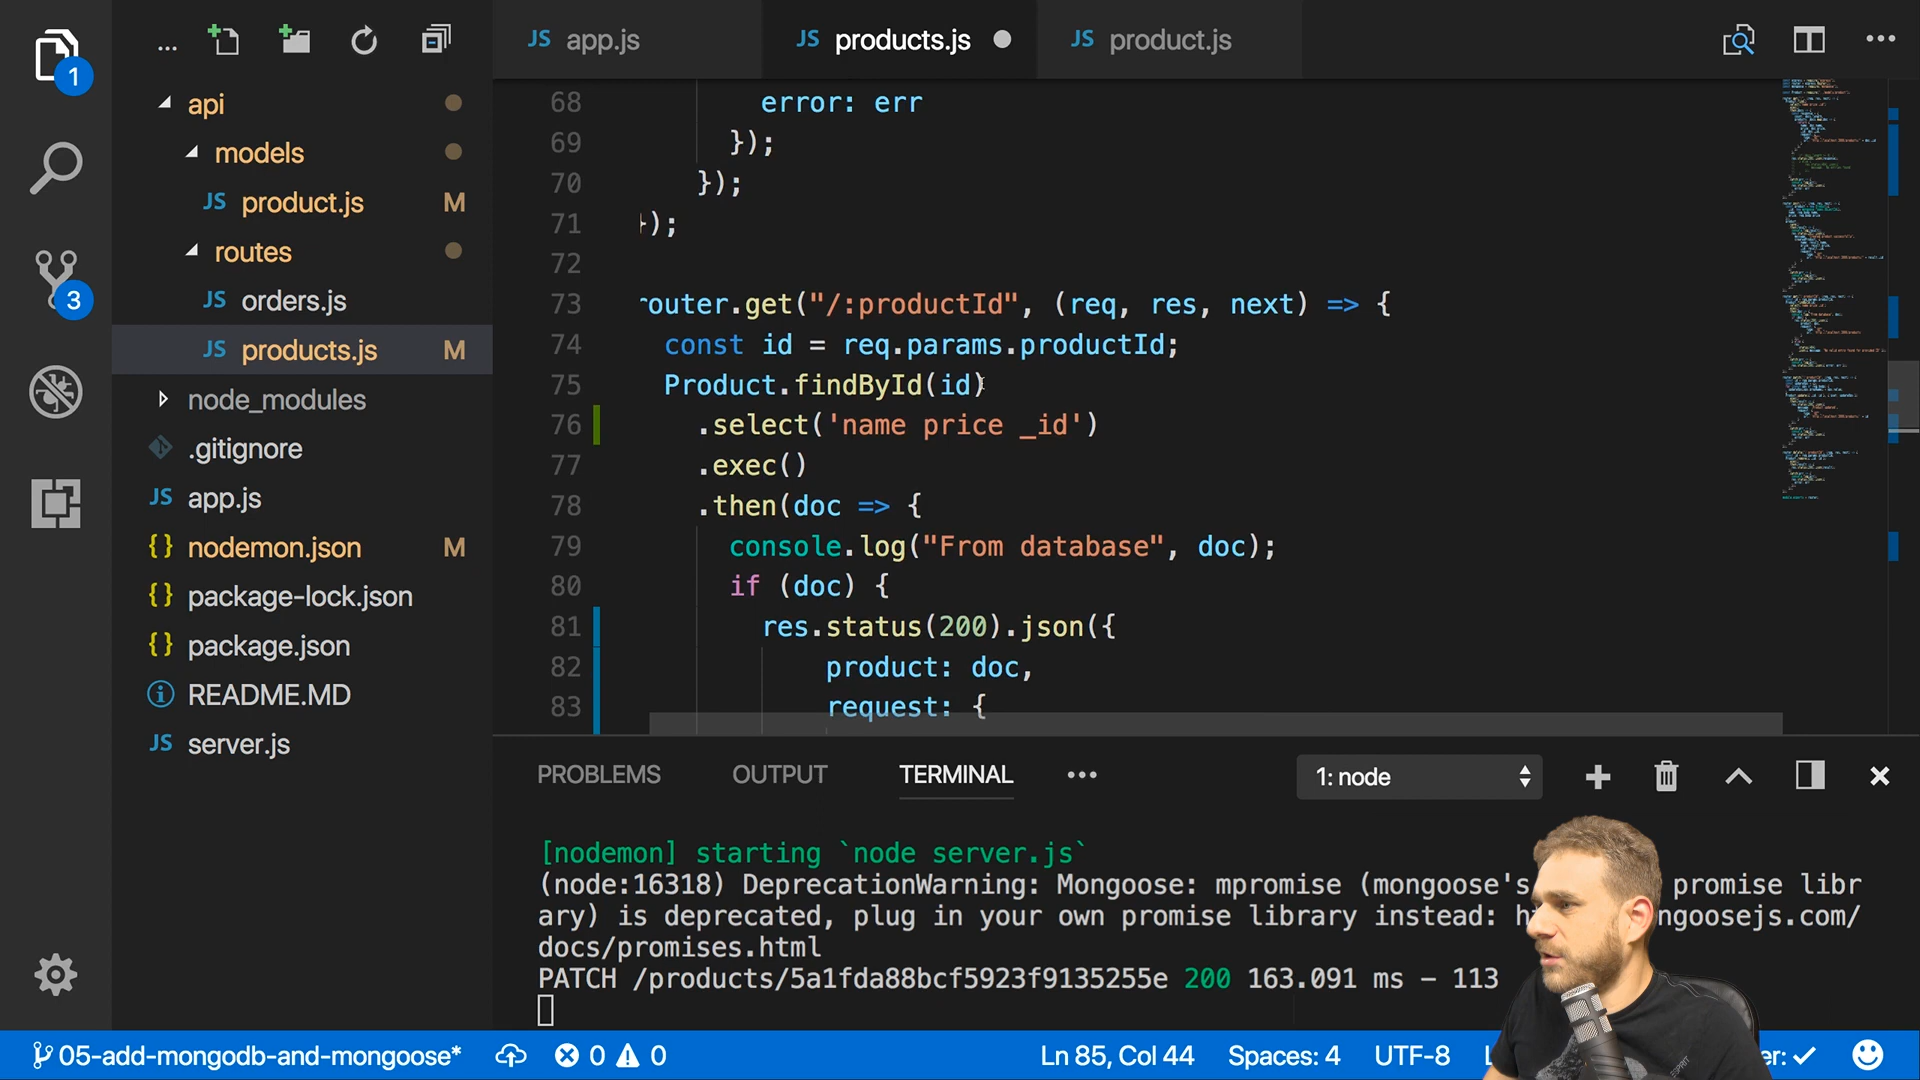 1
3
...
api
models
JS product.js M
routes
JS orders.js
JS products.js M
node_modules
.gitignore
JS app.js
{} nodemon.json M
{} package-lock.json
{} package.json
README.MD
JS server.js
JS app.js
JS products.js
JS product.js
68 error: err
69 });
70 });
71 });
72
73 router.get("/:productId", (req, res, next) => {
74 const id = req.params.productId;
75 Product.findById(id)
76 .select('name price _id')
77 .exec()
78 .then(doc => {
79 console.log("From database", doc);
80 if (doc) {
81 res.status(200).json({
82 product: doc,
83 request: {
PROBLEMS OUTPUT TERMINAL ...
1: node
[nodemon] starting `node server.js`
(node:16318) DeprecationWarning: Mongoose: mpromise (mongoose's promise libr
ary) is deprecated, plug in your own promise library instead: ngoosejs.com/
docs/promises.html
PATCH /products/5a1fda88bcf5923f9135255e 200 163.091 ms - 113
05-add-mongodb-and-mongoose* 0 0
Ln 85, Col 44 Spaces: 4 UTF-8